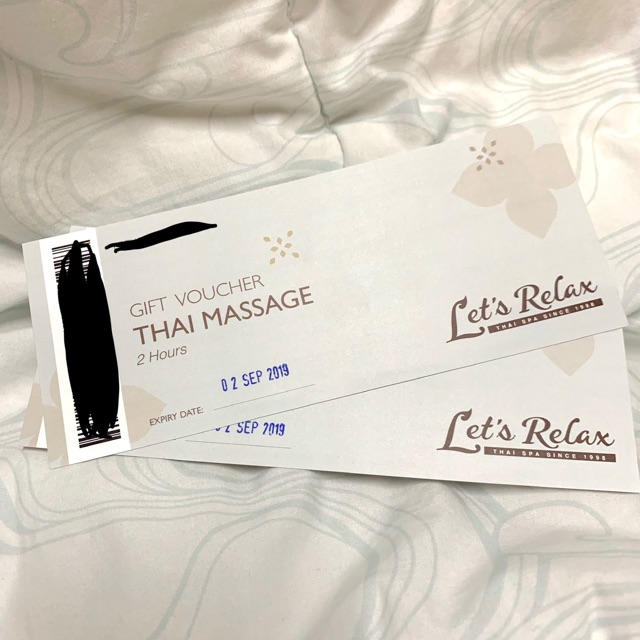 GIFT VOUCHER
THAI MASSAGE
2 Hours
EXPIRY DATE: 02 SEP 2019
Let's Relax
THAI SPA SINCE 1998
2 SEP 2019
Let's Relax
THAI SPA SINCE 1998